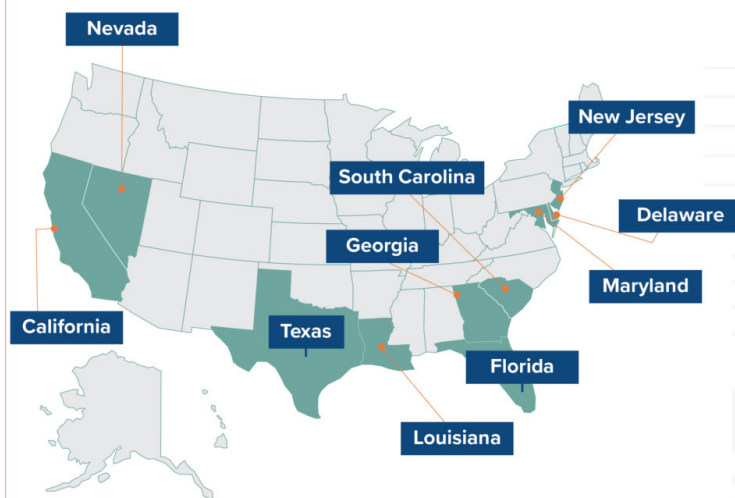 Nevada
New Jersey
South Carolina
Delaware
Georgia
Maryland
California
Texas
Florida
Louisiana